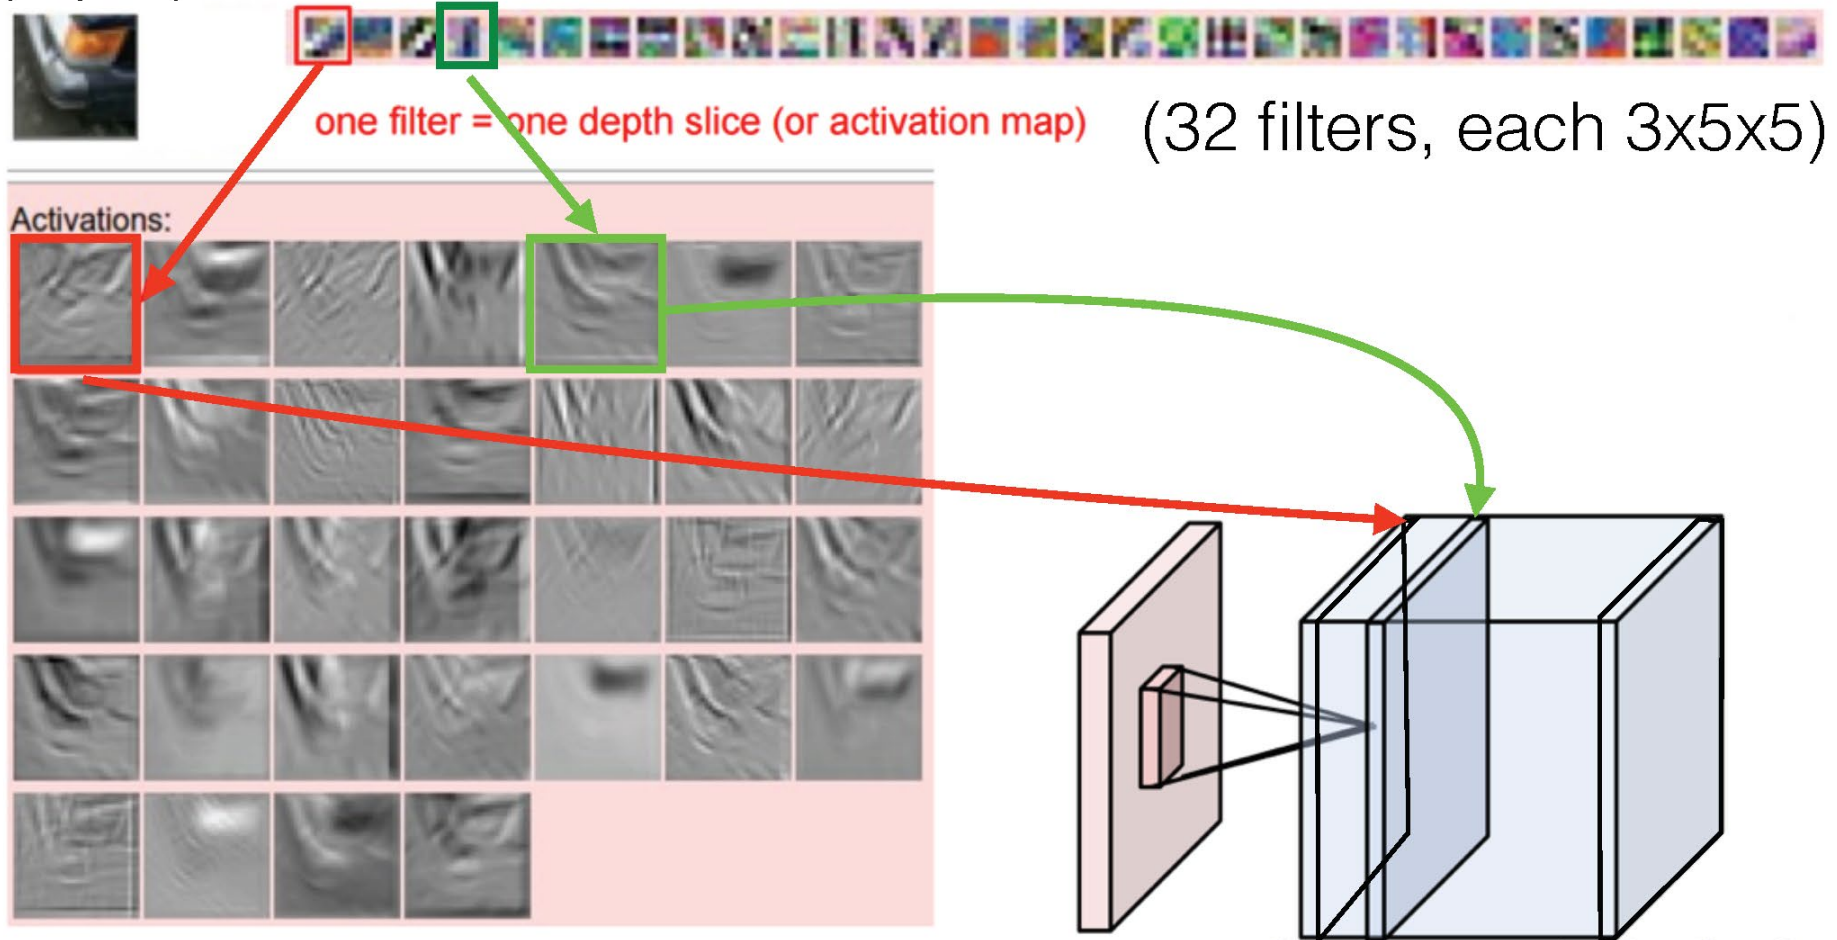 one filter = one depth slice (or activation map)
(32 filters, each 3x5x5)
Activations: